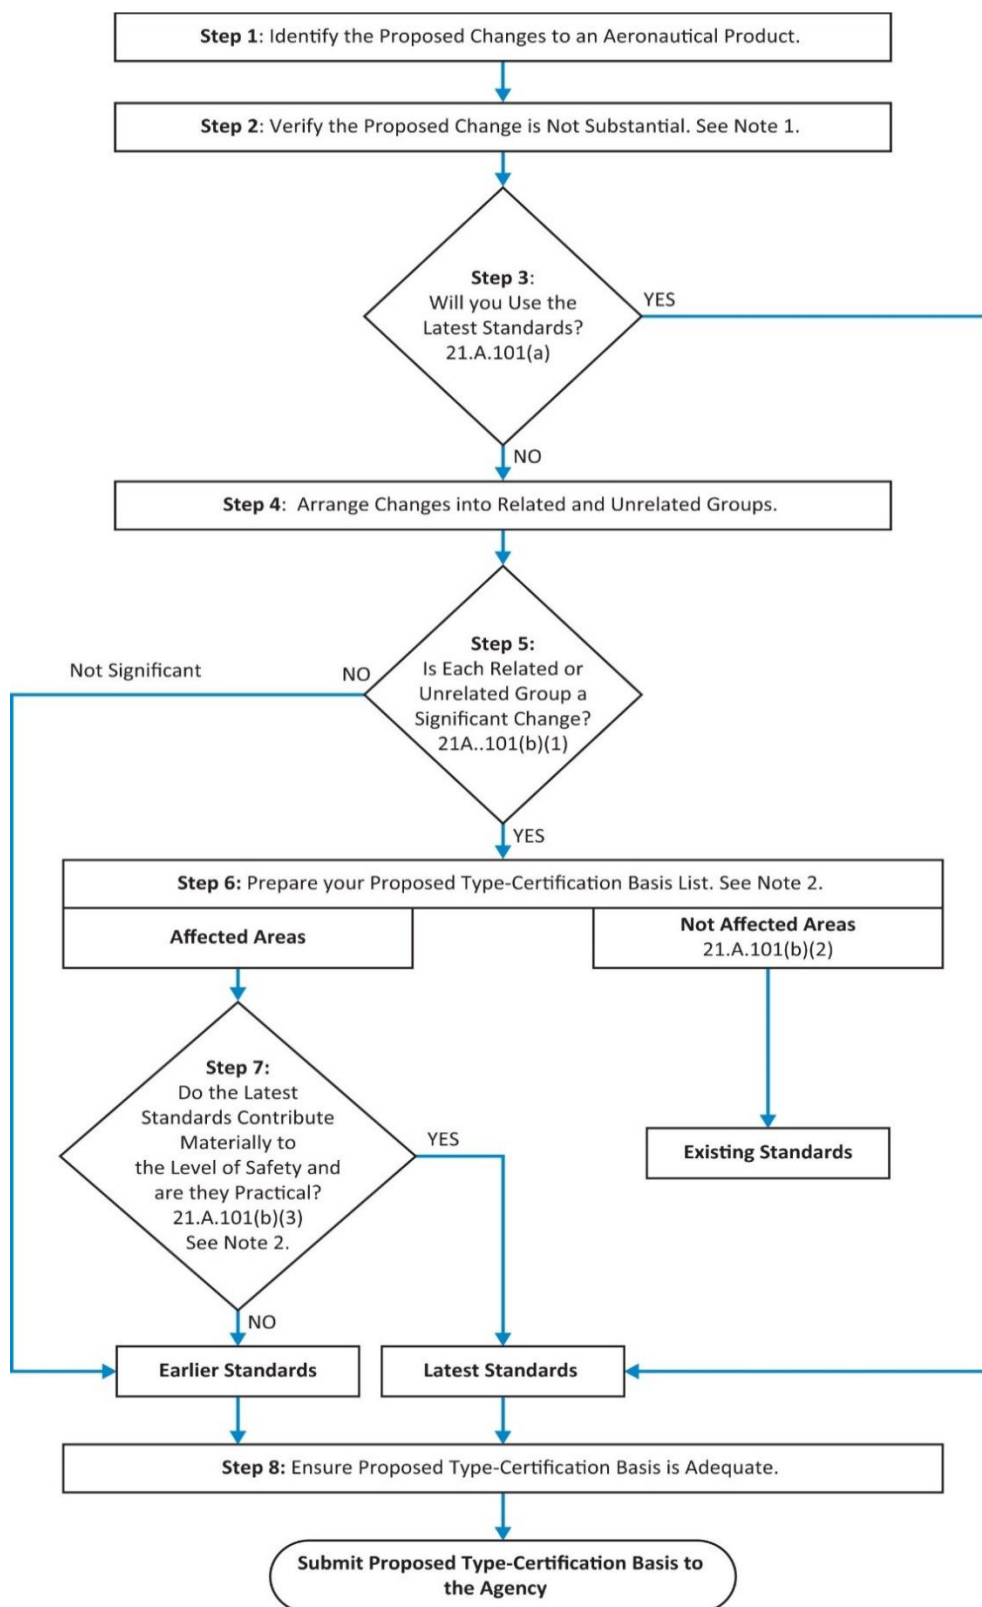 Step 1: Identify the Proposed Changes to an Aeronautical Product.
Step 2: Verify the Proposed Change is Not Substantial. See Note 1.
Step 3:
Will you Use the
Latest Standards?
21.A.101(a)
YES
NO
Step 4:  Arrange Changes into Related and Unrelated Groups.
Step 5:
Is Each Related or
Unrelated Group a
Significant Change?
21A..101(b)(1)
Not Significant
NO
YES
Step 6: Prepare your Proposed Type-Certification Basis List. See Note 2.
Affected Areas
Not Affected Areas
21.A.101(b)(2)
Step 7:
Do the Latest
Standards Contribute
Materially to
the Level of Safety and
are they Practical?
21.A.101(b)(3)
See Note 2.
YES
Existing Standards
NO
Earlier Standards
Latest Standards
Step 8: Ensure Proposed Type-Certification Basis is Adequate.
Submit Proposed Type-Certification Basis to
the Agency